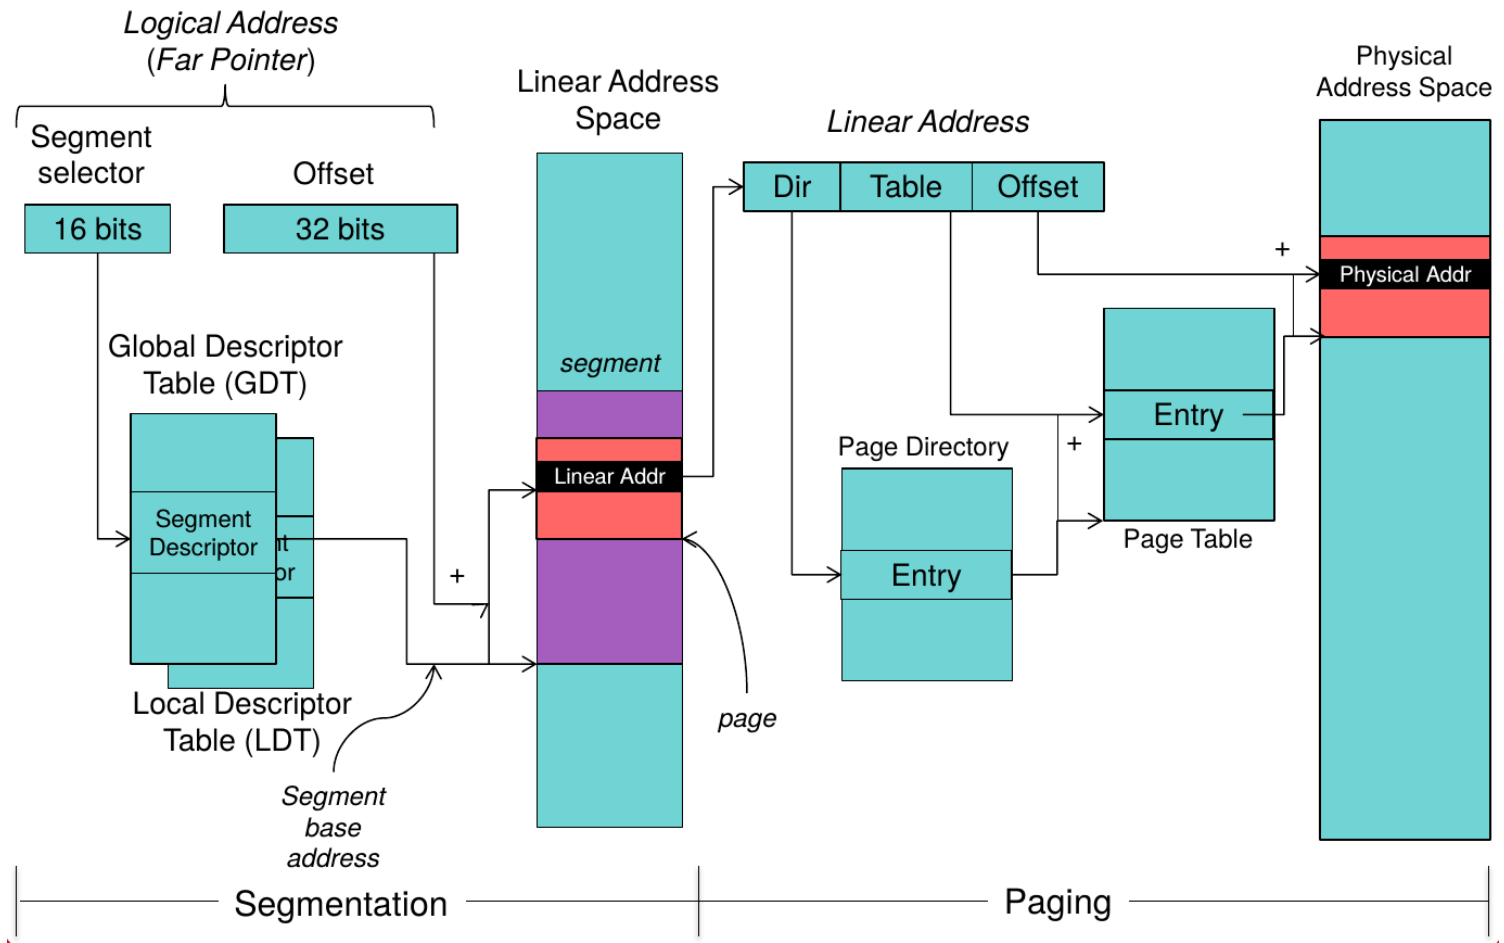 Logical Address
(Far Pointer)
Segment
selector
Offset
16 bits
32 bits
Global Descriptor
Table (GDT)
Segment
Descriptor
nt
or
Local Descriptor
Table (LDT)
Segment
base
address
+
Linear Address
Space
segment
Linear Addr
page
Linear Address
Dir
Table
Offset
Page Directory
Entry
+
Entry
Page Table
Physical
Address Space
+
Physical Addr
Segmentation
Paging